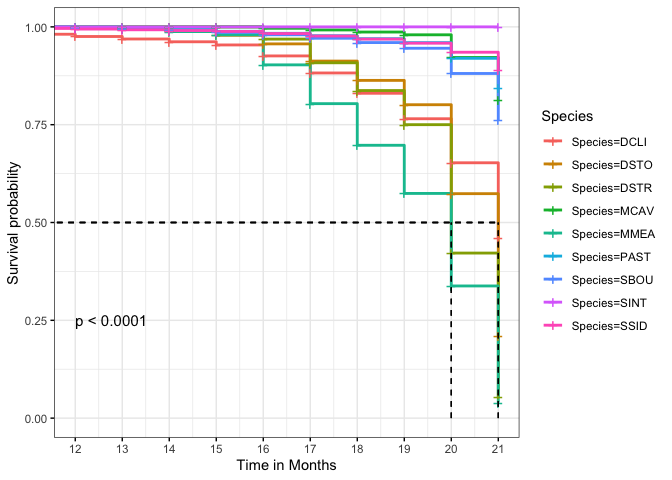 1.00
0.75
0.50
0.25
0.00
Survival probability
p < 0.0001
12 13 14 15 16 17 18 19 20 21
Time in Months
Species
Species=DCLI
Species=DSTO
Species=DSTR
Species=MCAV
Species=MMEA
Species=PAST
Species=SBOU
Species=SINT
Species=SSID